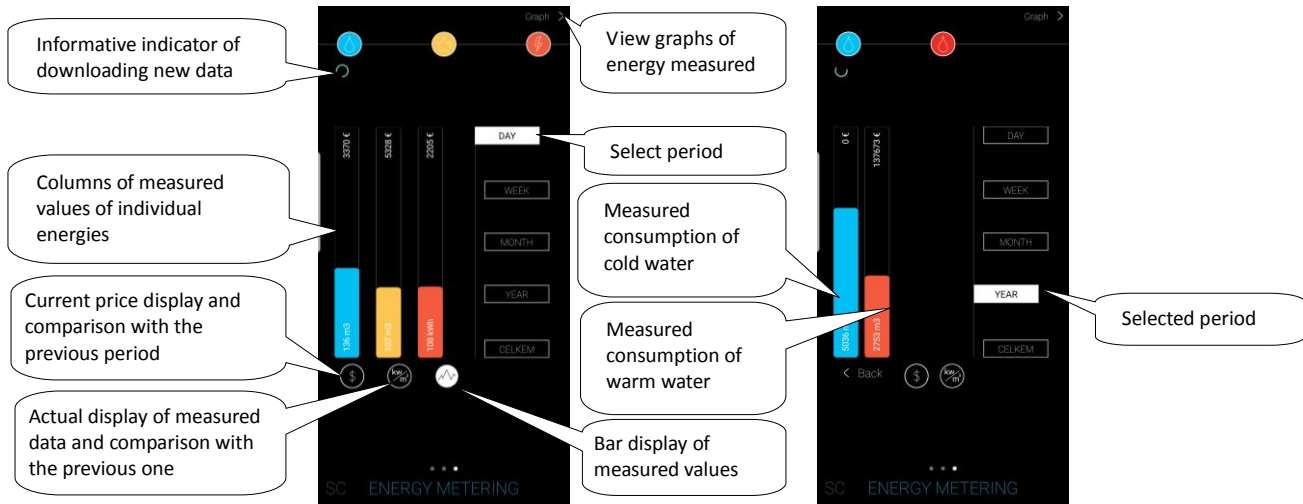 Informative indicator of
downloading new data
Columns of measured
values of individual
energies
Current price display and
comparison with the
previous period
Actual display of measured
data and comparison with
the previous one
Graph >
3370 €
5328 €
2205 €
136 m3
107 m3
108 kWh
DAY
WEEK
MONTH
YEAR
CELKEM
$
kw/m³
SC ENERGY METERING
View graphs of
energy measured
Select period
Measured
consumption of
cold water
Measured
consumption of
warm water
Bar display of
measured values
Graph >
0 €
137673 €
5036 m3
2753 m3
DAY
WEEK
MONTH
YEAR
CELKEM
< Back
$
kw/m³
SC ENERGY METERING
Selected period